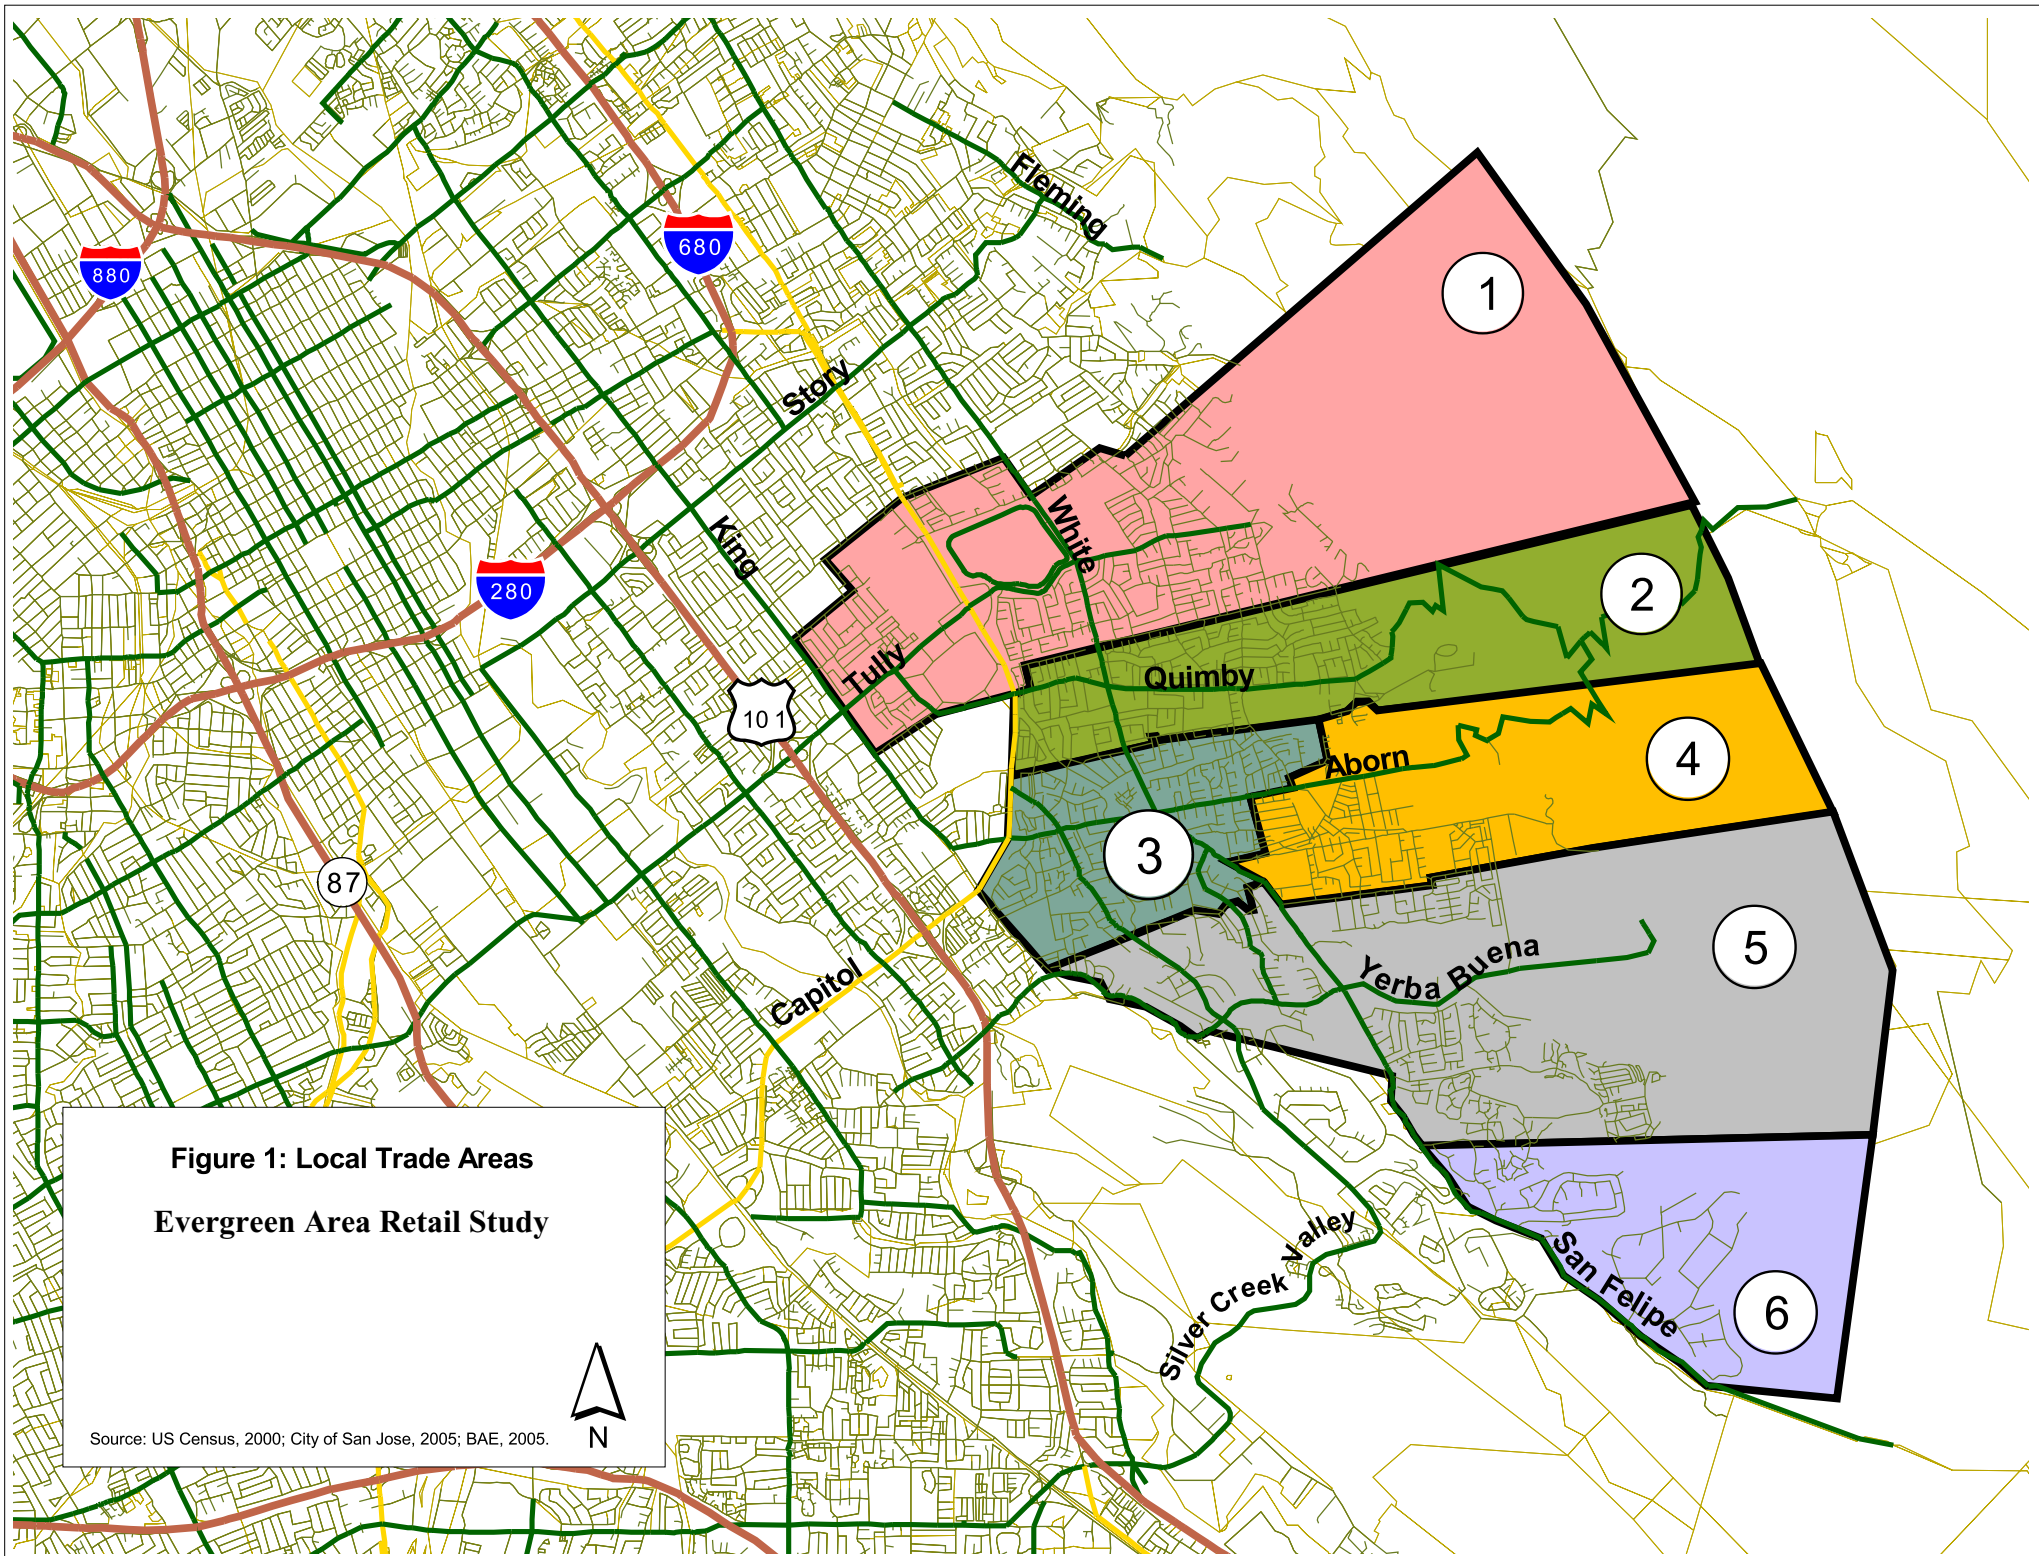 Fleming
680
880
1
Story
White
King
280
2
Tully
Quimby
10 1
Aborn
4
3
87
5
Yerba Buena
Capitol
Figure 1: Local Trade Areas
Evergreen Area Retail Study
Silver Creek Valley
San Felipe
6
N
Source: US Census, 2000; City of San Jose, 2005; BAE, 2005.